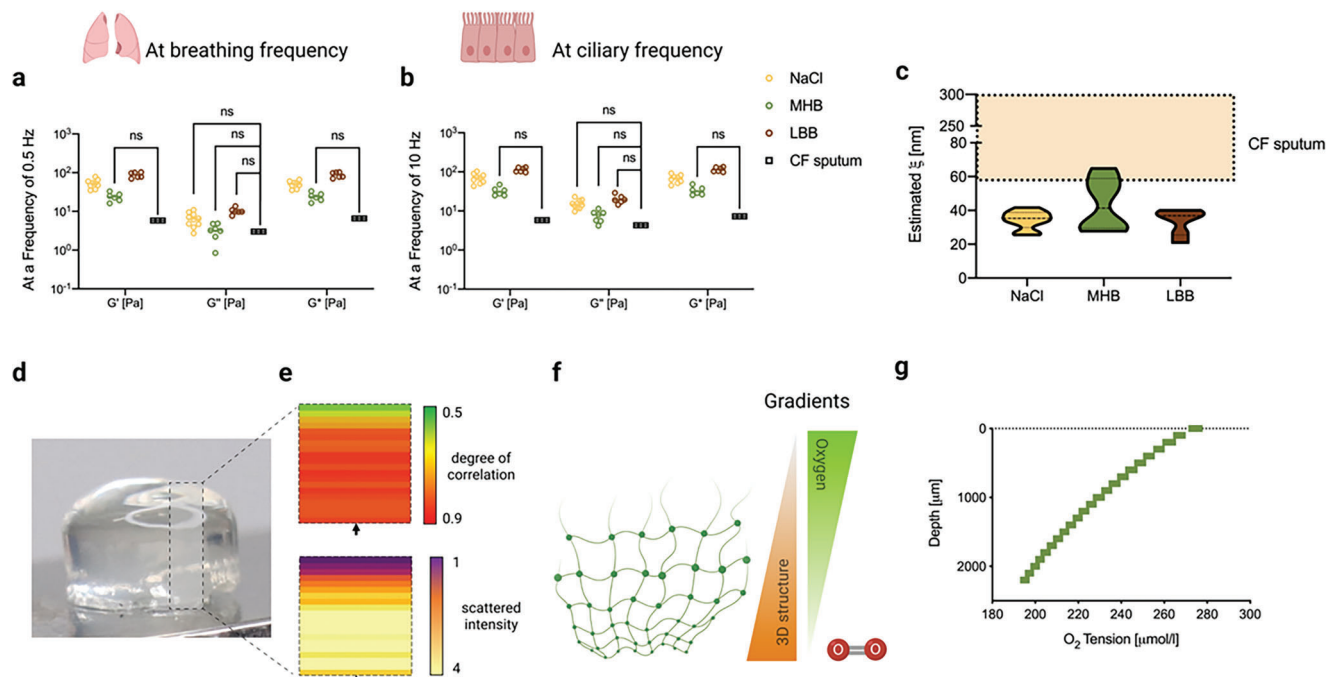 At breathing frequency
At ciliary frequency
a
At a Frequency of 0.5 Hz
10³
10²
10¹
10⁰
10⁻¹
ns
ns
ns
ns
ns
G' [Pa]
G" [Pa]
G* [Pa]
b
At a Frequency of 10 Hz
10³
10²
10¹
10⁰
10⁻¹
ns
ns
ns
ns
ns
G' [Pa]
G" [Pa]
G* [Pa]
NaCl
MHB
LBB
CF sputum
c
Estimated ξ [nm]
300
250
80
60
40
20
0
NaCl
MHB
LBB
CF sputum
d
e
0.5
degree of
correlation
0.9
1
scattered
intensity
4
f
Gradients
3D structure
Oxygen
O
O
g
Depth [μm]
0
1000
2000
180
200
220
240
260
280
300
O₂ Tension [μmol/l]